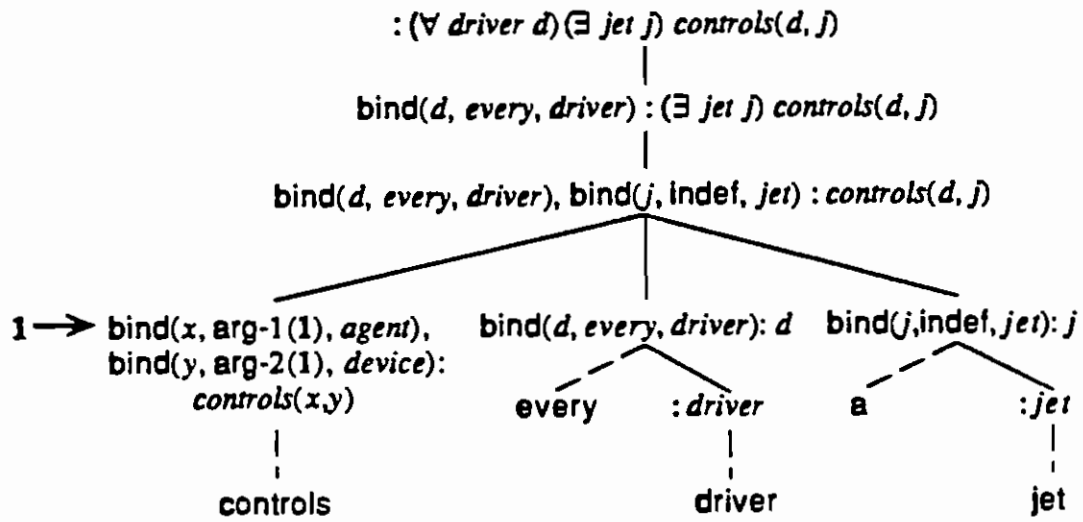 : (∀ driver d) (∃ jet j) controls(d, j)
bind(d, every, driver) : (∃ jet j) controls(d, j)
bind(d, every, driver), bind(j, indef, jet) : controls(d, j)
1 → bind(x, arg-1(1), agent), bind(d, every, driver): d bind(j,indef, jet): j
bind(y, arg-2(1), device):
controls(x,y)
every : driver a : jet
controls driver jet